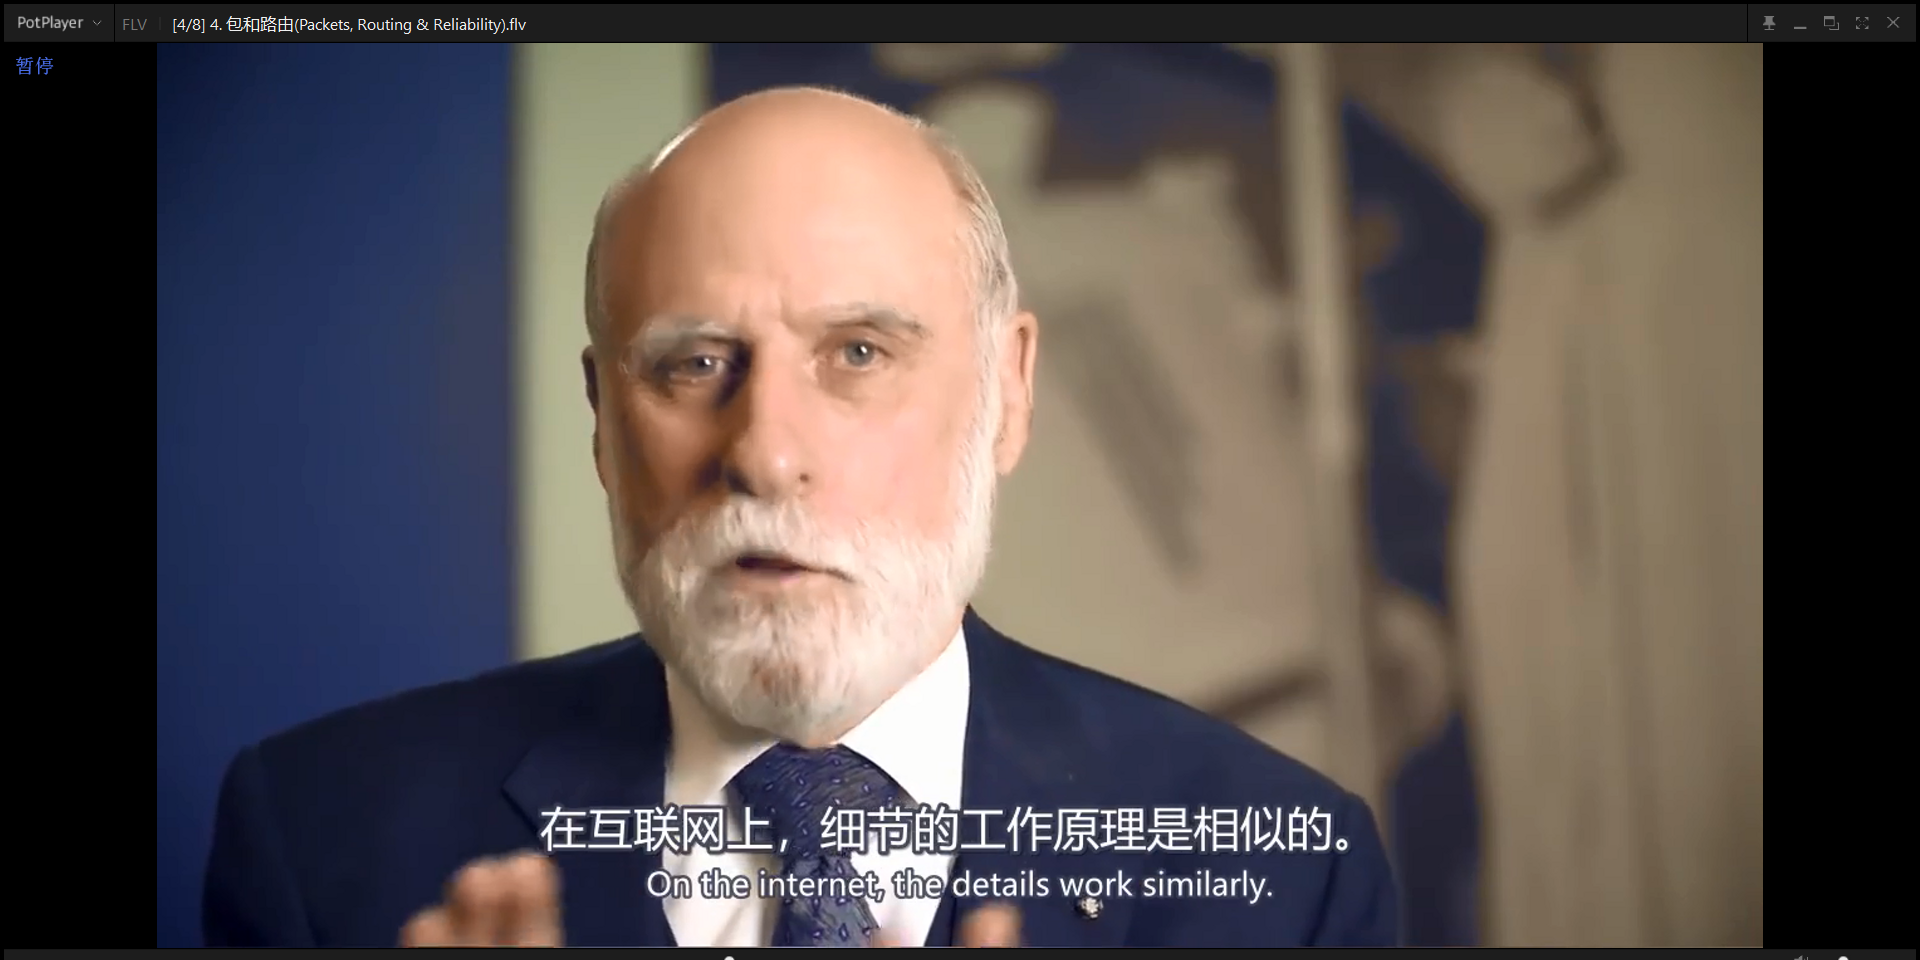 PotPlayer
FLV
[4/8] 4. 包和路由(Packets, Routing & Reliability).flv
暂停
在互联网上，细节的工作原理是相似的。
On the internet, the details work similarly.